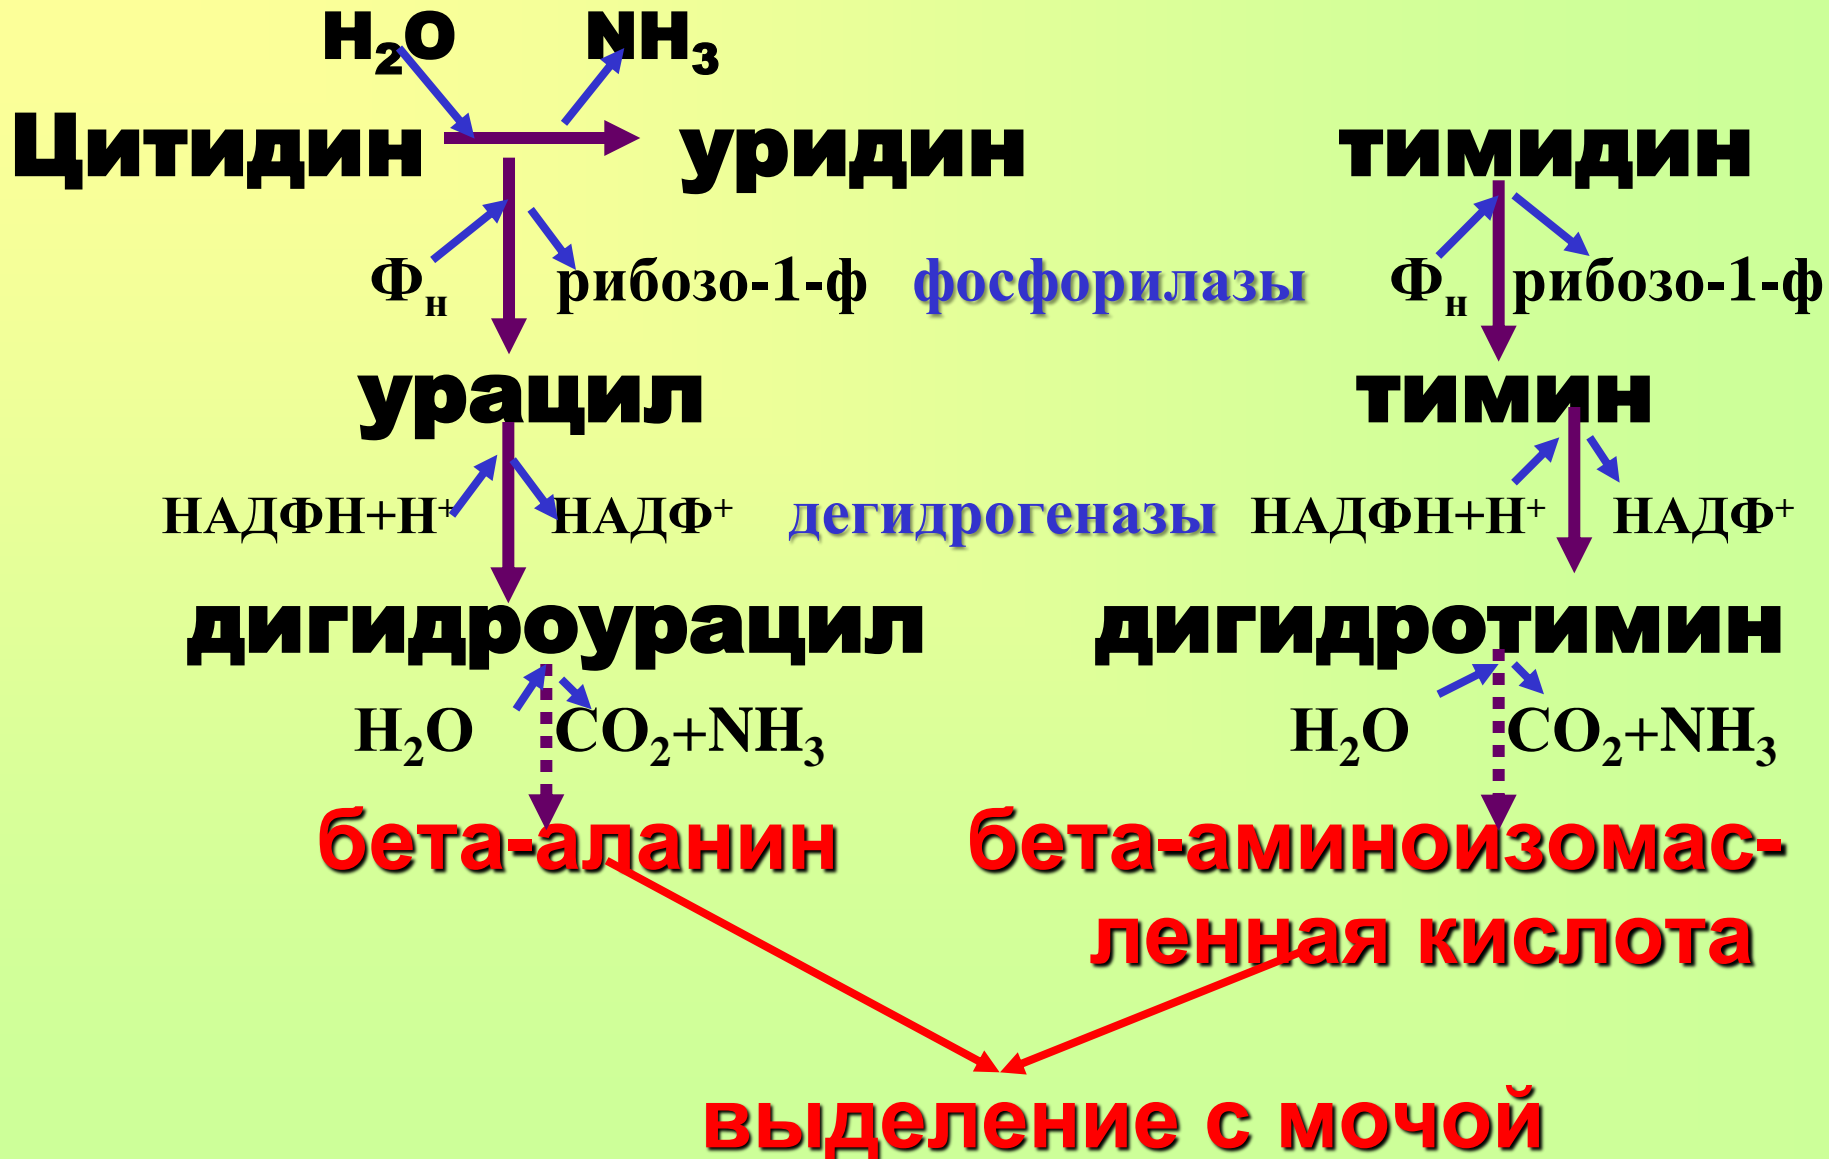 H₂O NH₃
Цитидин уридин тимидин
Фн рибозо-1-ф фосфорилазы Фн рибозо-1-ф
урацил тимин
НАДФН+Н⁺ НАДФ⁺ дегидрогеназы НАДФН+Н⁺ НАДФ⁺
дигидроурацил дигидротимин
H₂O CO₂+NH₃ H₂O CO₂+NH₃
бета-аланин бета-аминоизомас-
ленная кислота
выделение с мочой